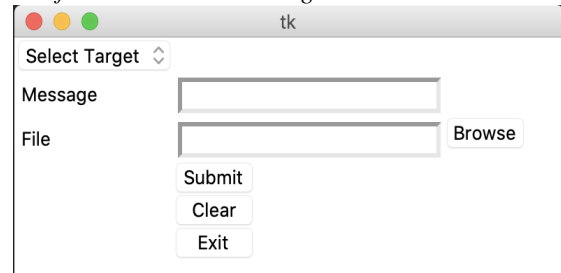 tk
Select Target
Message
File
Browse
Submit
Clear
Exit